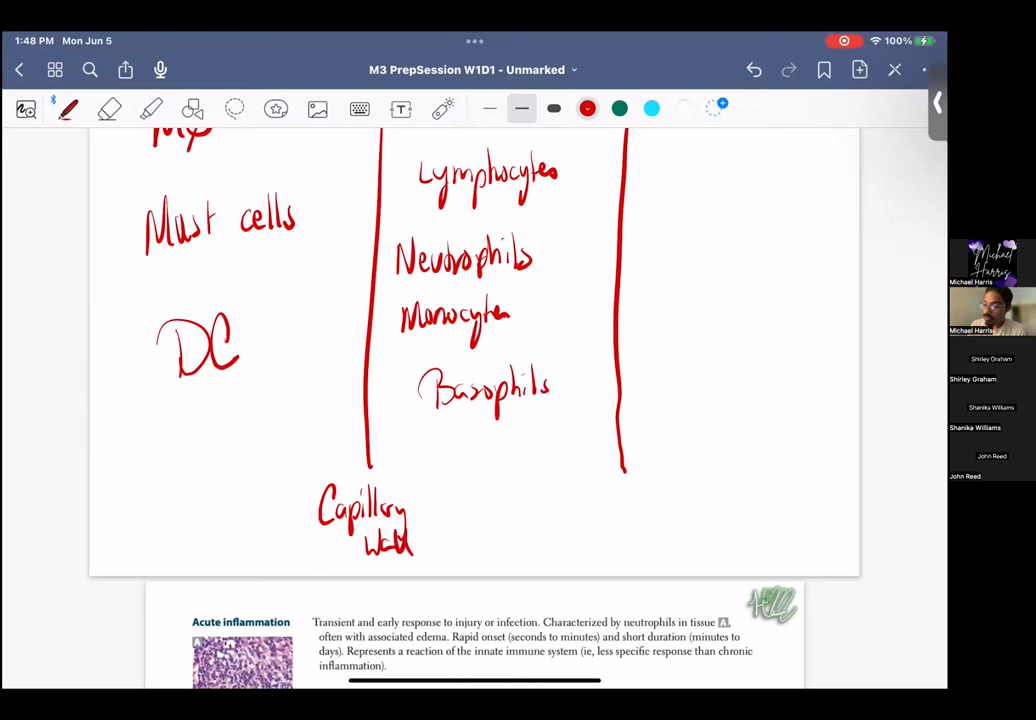 1:48 PM Mon Jun 5
100%
M3 PrepSession W1D1 - Unmarked
T
Mφ
Mast cells
DC
Lymphocytes
Neutrophils
Monocytes
Basophils
Capillary
Wall
Acute inflammation
A
Transient and early response to injury or infection. Characterized by neutrophils in tissue A,
often with associated edema. Rapid onset (seconds to minutes) and short duration (minutes to
days). Represents a reaction of the innate immune system (ie, less specific response than chronic
inflammation).
Michael
Harris
Michael Harris
Michael Harris
Shirley Graham
Shirley Graham
Shanika Williams
Shanika Williams
John Reed
John Reed